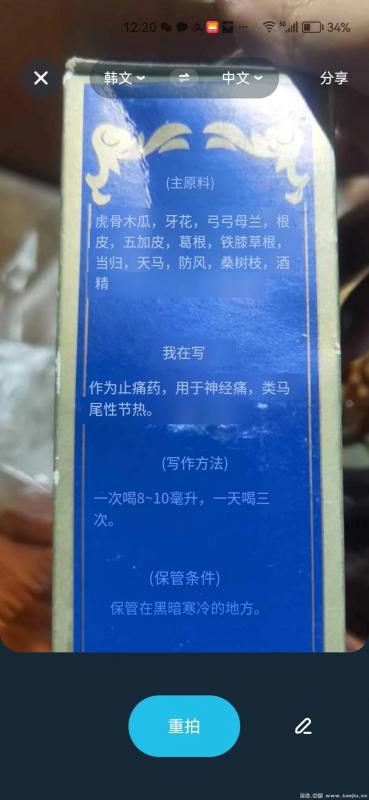 12:20
5G
34%
韩文
中文
分享
(主原料)
虎骨木瓜，牙花，弓弓母兰，根
皮，五加皮，葛根，铁膝草根，
当归，天马，防风，桑树枝，酒
精
我在写
作为止痛药，用于神经痛，类马
尾性节热。
(写作方法)
一次喝8~10毫升，一天喝三
次。
(保管条件)
保管在黑暗寒冷的地方。
重拍
www.taojiu.co